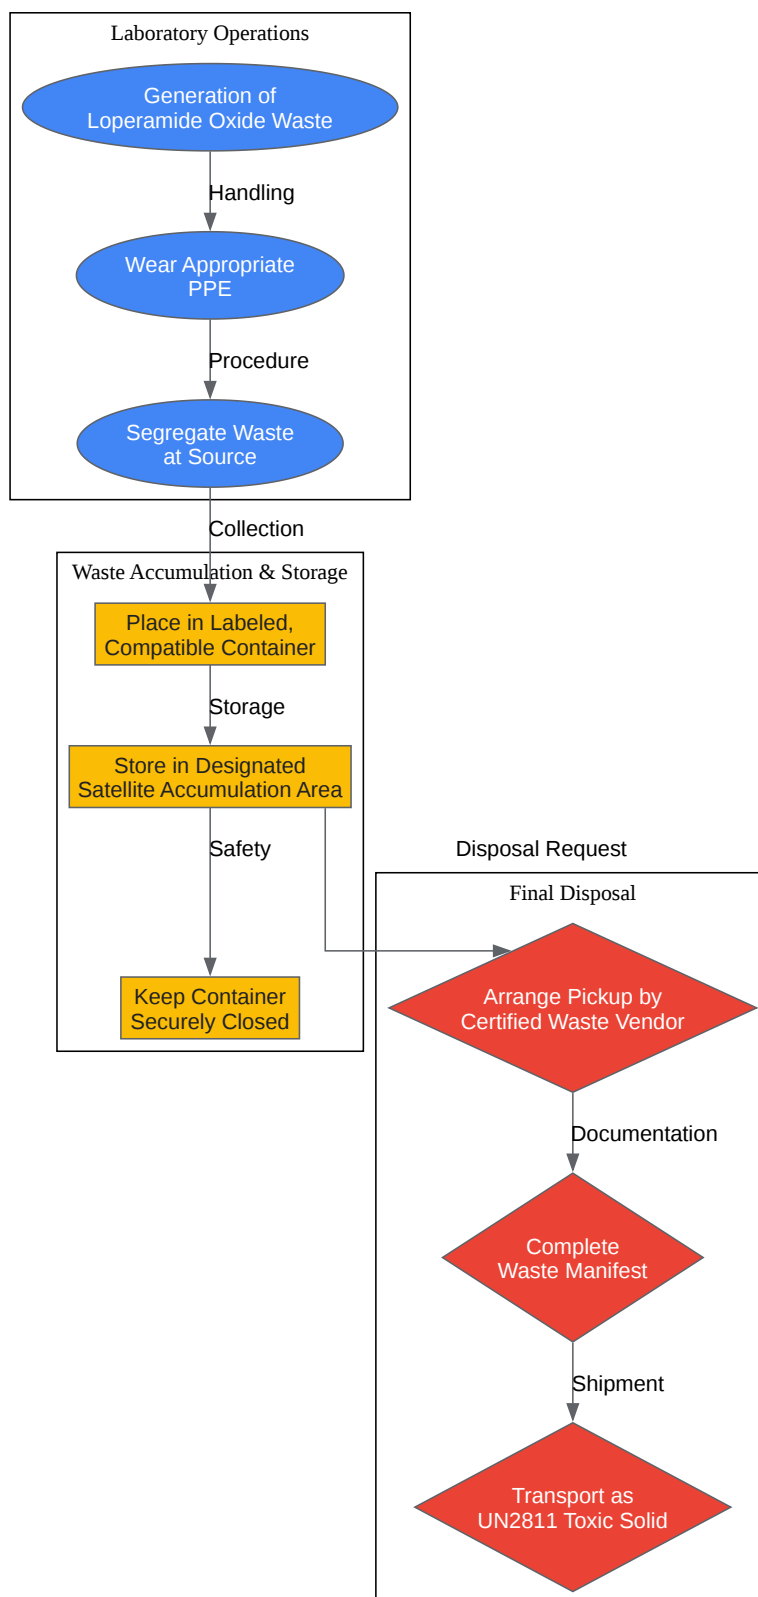 Laboratory Operations
Generation of
Loperamide Oxide Waste
Handling
Wear Appropriate
PPE
Procedure
Segregate Waste
at Source
Collection
Waste Accumulation & Storage
Place in Labeled,
Compatible Container
Storage
Store in Designated
Satellite Accumulation Area
Safety
Keep Container
Securely Closed
Disposal Request
Final Disposal
Arrange Pickup by
Certified Waste Vendor
Documentation
Complete
Waste Manifest
Shipment
Transport as
UN2811 Toxic Solid